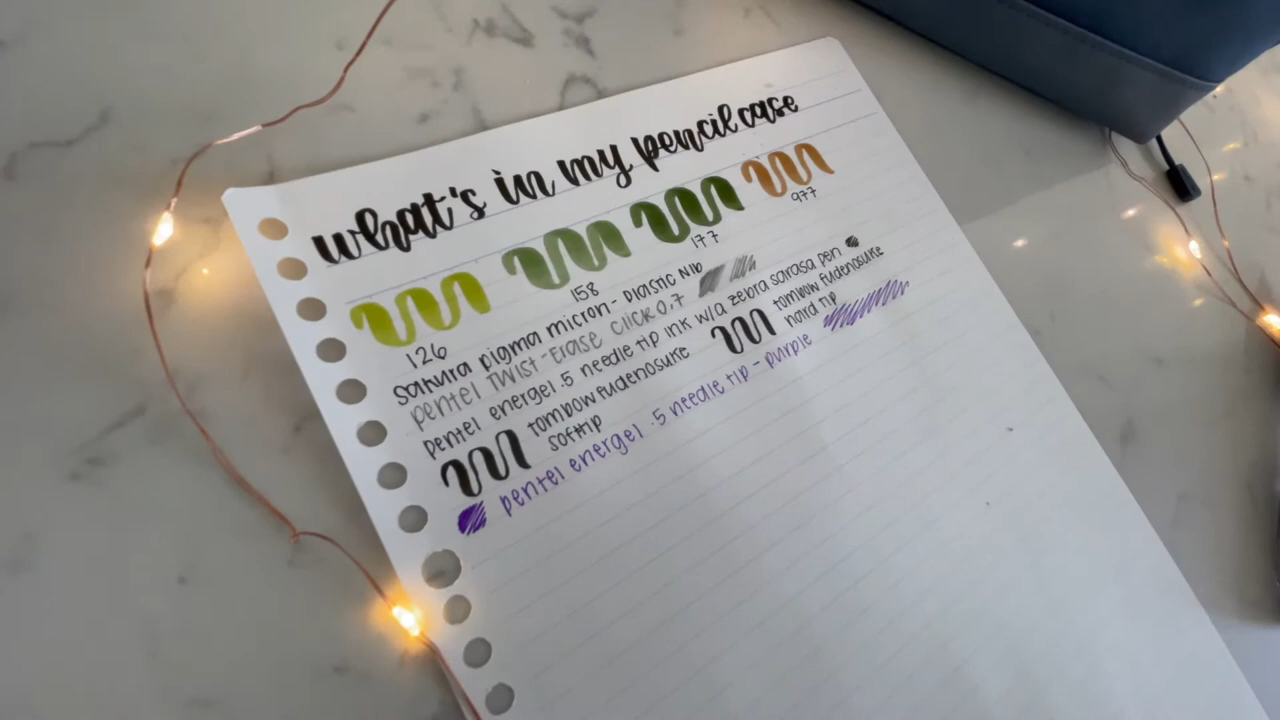 what's in my pencil case
126 158 177 977
sakura pigma micron - plastic nib
pentel twist-erase click 0.7
pentel energel .5 needle tip ink w/a zebra sarasa pen
tombow fudenosuke
soft tip
tombow fudenosuke
hard tip
pentel energel .5 needle tip - purple